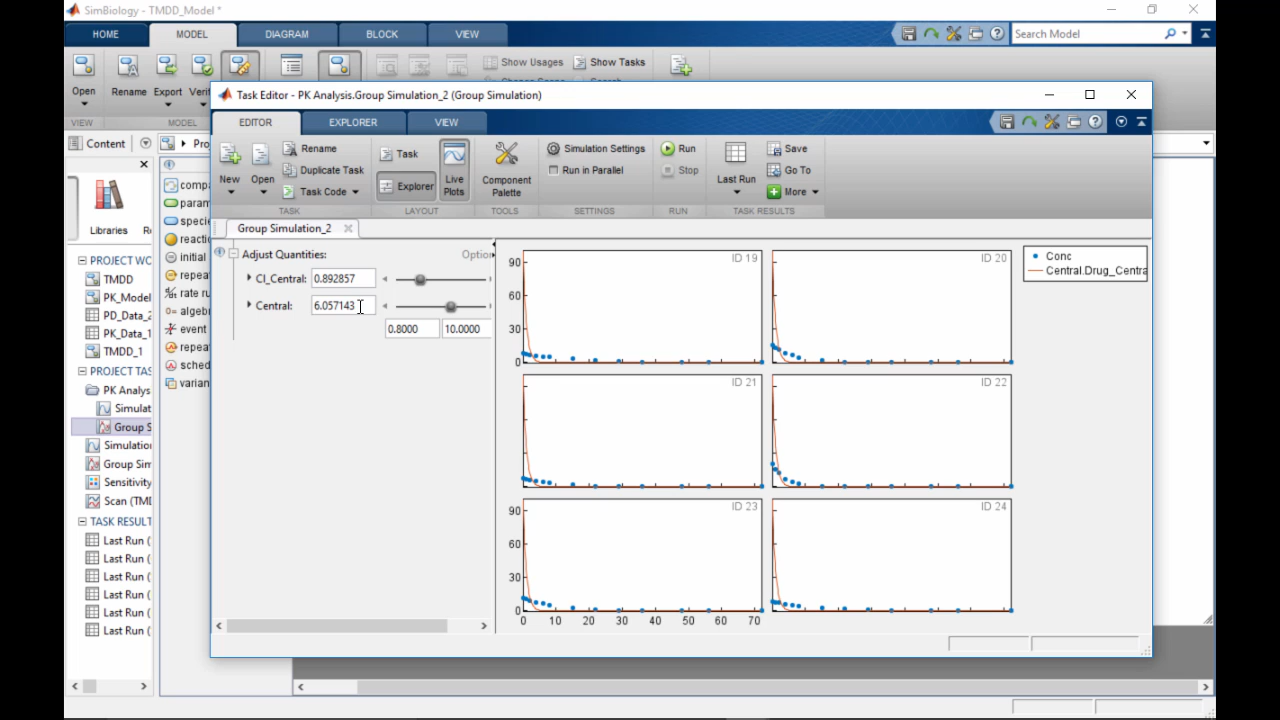 SimBiology - TMDD_Model *
HOME MODEL DIAGRAM BLOCK VIEW
Search Model
Open Rename Export Veri
Show Usages Show Tasks
VIEW MODEL
Content
Pro
Libraries
PROJECT WO
TMDD
PK_Model
PD_Data_2
PK_Data_1
TMDD_1
PROJECT TAS
PK Analys
Simulat
Group S
Simulation
Group Sim
Sensitivity
Scan (TMI
TASK RESULT
Last Run (
Last Run (
Last Run (
Last Run (
Last Run (
Last Run (
comp
param
speci
reactio
initial
repea
rate ru
algeb
event
repea
sched
varian
Task Editor - PK Analysis.Group Simulation_2 (Group Simulation)
EDITOR EXPLORER VIEW
New Open Rename Duplicate Task Task Code
Task Explorer Live Plots
Component Palette
Simulation Settings
Run in Parallel
Run
Stop
Last Run
Save
Go To
More
TASK LAYOUT TOOLS SETTINGS RUN TASK RESULTS
Group Simulation_2
Adjust Quantities: Option
Cl_Central: 0.892857
Central: 6.057143
0.8000 10.0000
ID 19 ID 20
90
60
30
0
ID 21 ID 22
ID 23 ID 24
90
60
30
0
0 10 20 30 40 50 60 70
Conc
Central.Drug_Centra